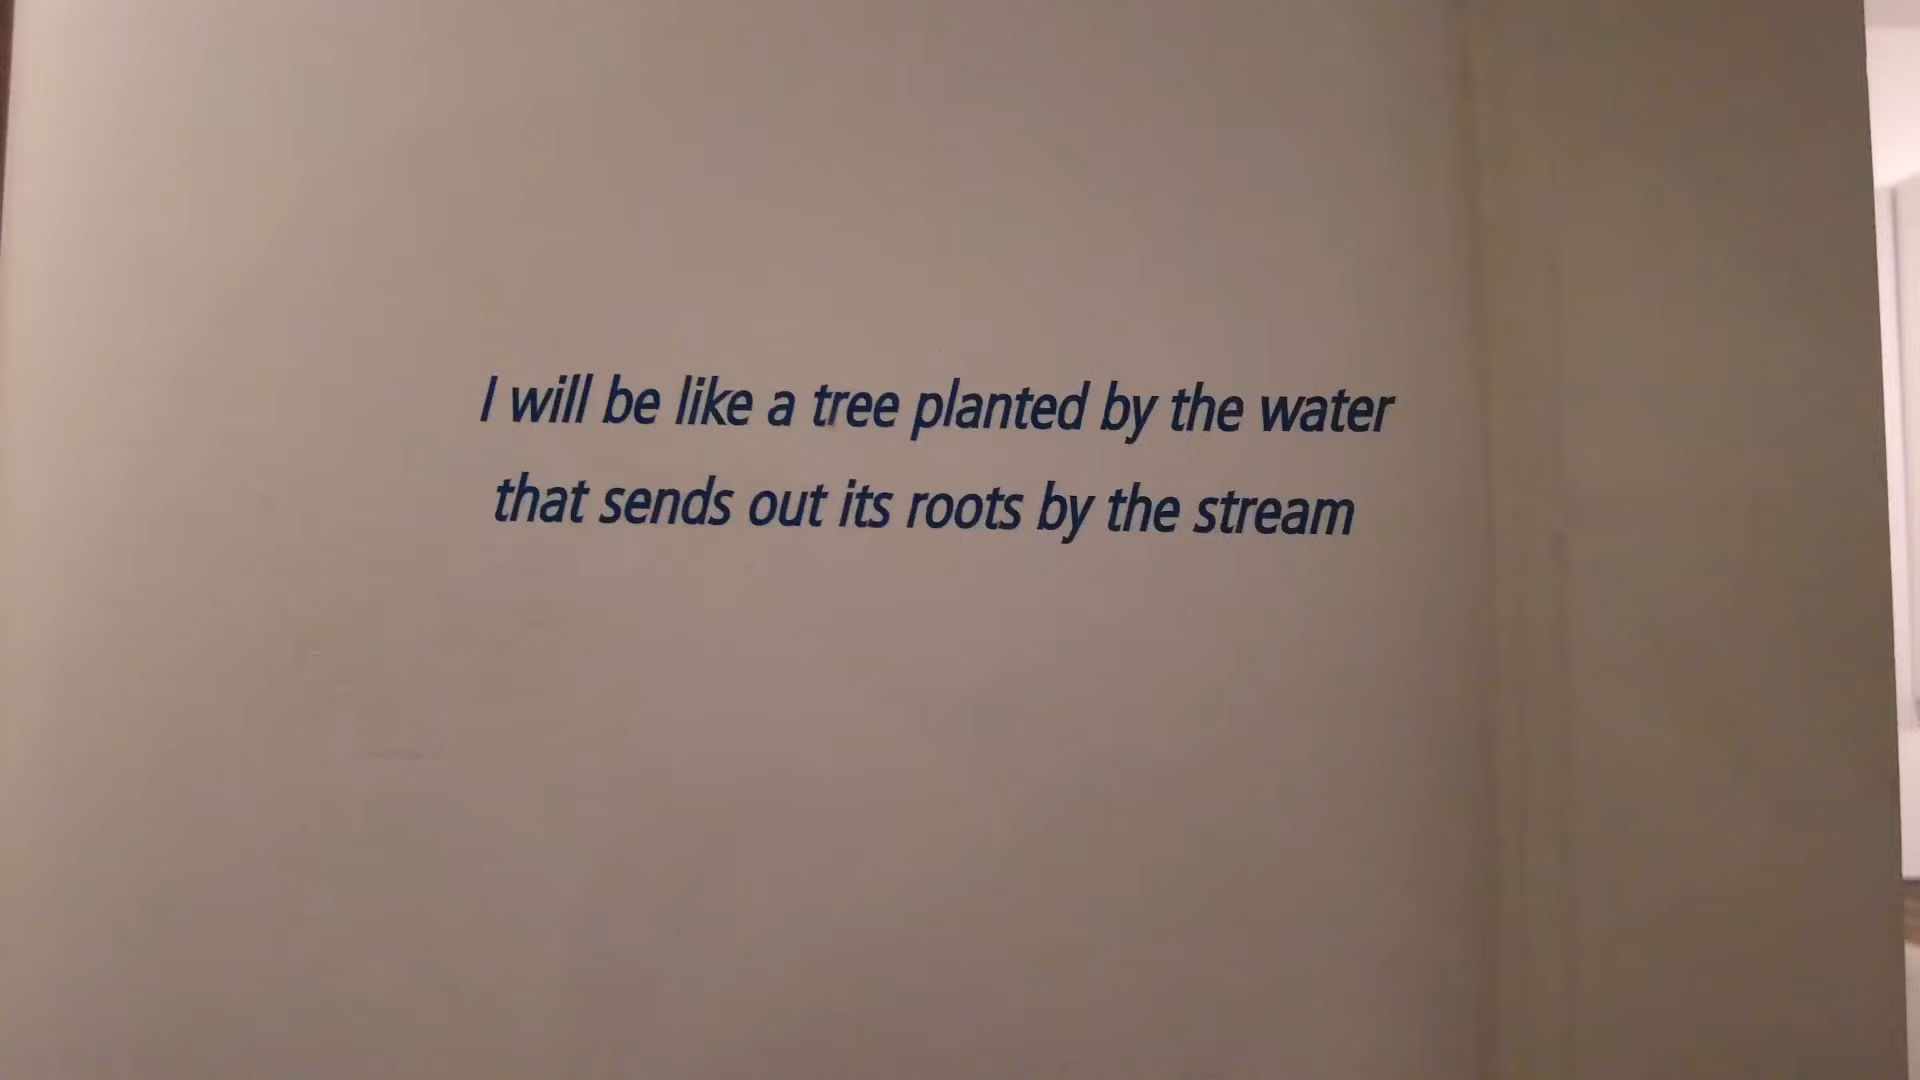 I will be like a tree planted by the water
that sends out its roots by the stream